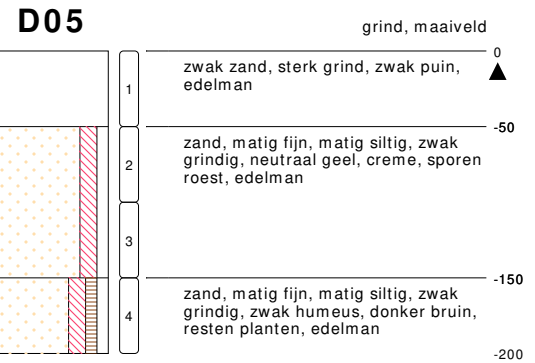 D05
grind, maaiveld
0
zwak zand, sterk grind, zwak puin,
edelman
1
-50
zand, matig fijn, matig siltig, zwak
grindig, neutraal geel, creme, sporen
roest, edelman
2
3
-150
zand, matig fijn, matig siltig, zwak
grindig, zwak humeus, donker bruin,
resten planten, edelman
4
-200